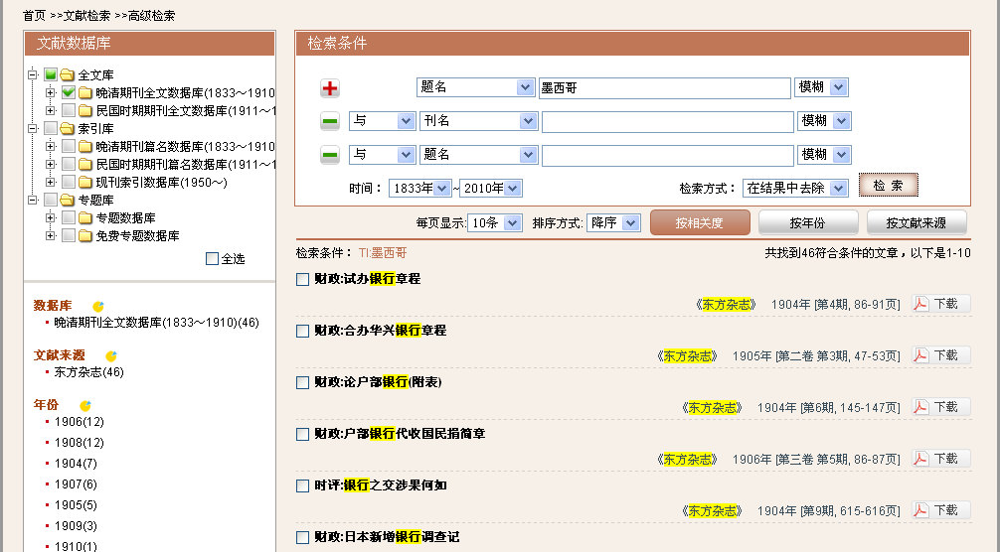 首页 >>文献检索 >>高级检索
文献数据库
全文库
晚清期刊全文数据库(1833～1910
民国时期期刊全文数据库(1911～1
索引库
晚清期刊篇名数据库(1833～1910
民国时期期刊篇名数据库(1911～1
现刊索引数据库(1950～)
专题库
专题数据库
免费专题数据库
全选
数据库
晚清期刊全文数据库(1833～1910)(46)
文献来源
东方杂志(46)
年份
1906(12)
1908(12)
1904(7)
1907(6)
1905(5)
1909(3)
1910(1)
检索条件
题名 墨西哥 模糊
与 刊名 模糊
与 题名 模糊
时间： 1833年 ~ 2010年 检索方式： 在结果中去除 检 索
每页显示: 10条 排序方式: 降序 按相关度 按年份 按文献来源
检索条件： TI:墨西哥 共找到46符合条件的文章，以下是1-10
财政:试办银行章程
《东方杂志》 1904年 [第4期, 86-91页] 下载
财政:合办华兴银行章程
《东方杂志》 1905年 [第二卷 第3期, 47-53页] 下载
财政:论户部银行(附表)
《东方杂志》 1904年 [第6期, 145-147页] 下载
财政:户部银行代收国民捐简章
《东方杂志》 1906年 [第三卷 第5期, 86-87页] 下载
时评:银行之交涉果何如
《东方杂志》 1904年 [第9期, 615-616页] 下载
财政:日本新增银行调查记